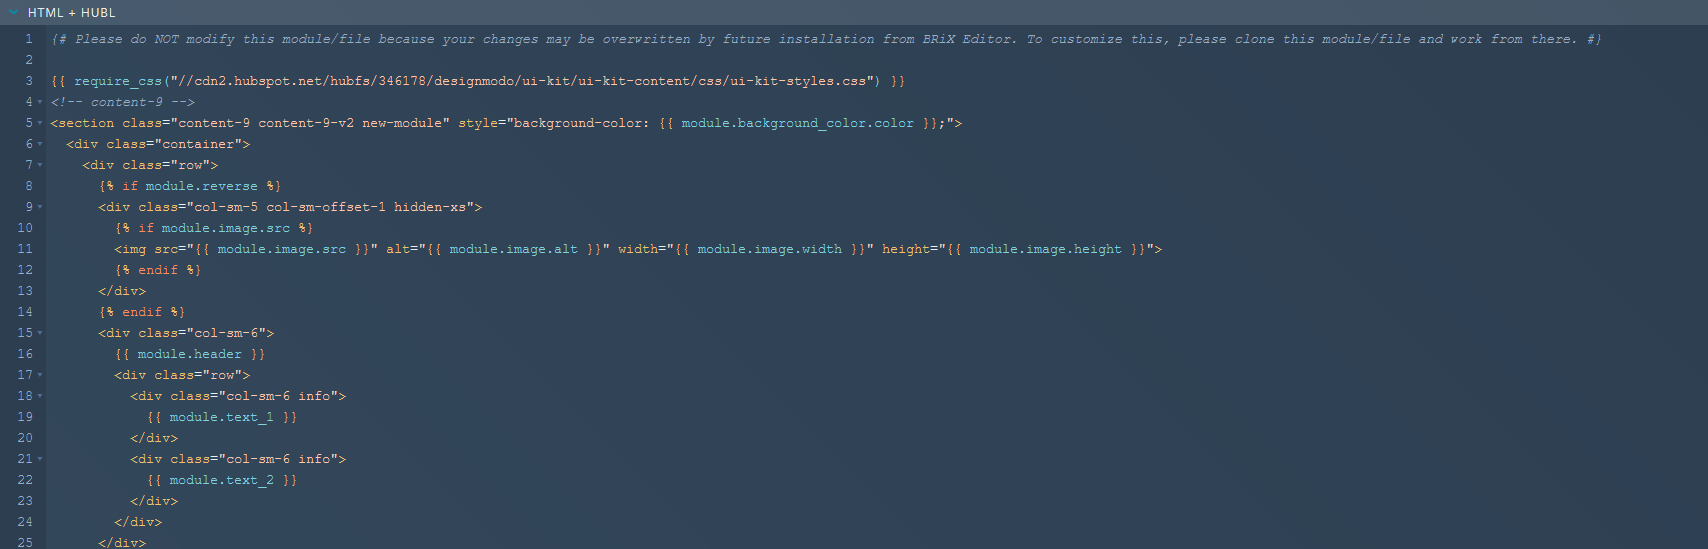 HTML + HUBL
1 {# Please do NOT modify this module/file because your changes may be overwritten by future installation from BRiX Editor. To customize this, please clone this module/file and work from there. #}
2
3 {{ require_css("//cdn2.hubspot.net/hubfs/346178/designmodo/ui-kit/ui-kit-content/css/ui-kit-styles.css") }}
4 <!-- content-9 -->
5 <section class="content-9 content-9-v2 new-module" style="background-color: {{ module.background_color.color }};">
6 <div class="container">
7 <div class="row">
8 {% if module.reverse %}
9 <div class="col-sm-5 col-sm-offset-1 hidden-xs">
10 {% if module.image.src %}
11 <img src="{{ module.image.src }}" alt="{{ module.image.alt }}" width="{{ module.image.width }}" height="{{ module.image.height }}">
12 {% endif %}
13 </div>
14 {% endif %}
15 <div class="col-sm-6">
16 {{ module.header }}
17 <div class="row">
18 <div class="col-sm-6 info">
19 {{ module.text_1 }}
20 </div>
21 <div class="col-sm-6 info">
22 {{ module.text_2 }}
23 </div>
24 </div>
25 </div>